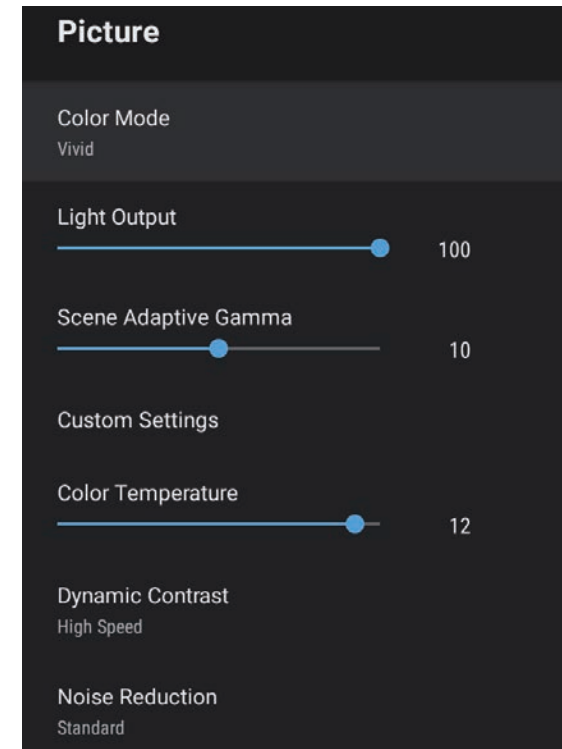 Picture
Color Mode
Vivid
Light Output
100
Scene Adaptive Gamma
10
Custom Settings
Color Temperature
12
Dynamic Contrast
High Speed
Noise Reduction
Standard